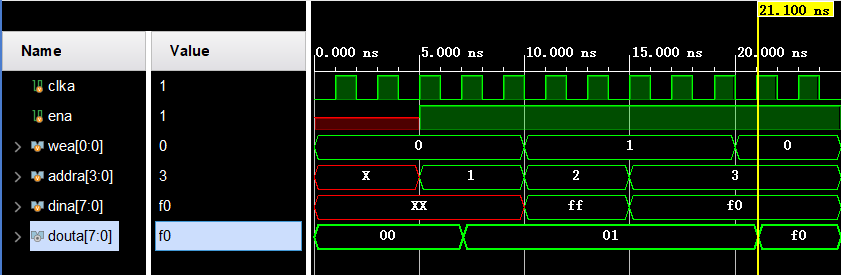 21.100 ns
Name Value
0.000 ns 5.000 ns 10.000 ns 15.000 ns 20.000 ns
clka 1
ena 1
wea[0:0] 0 0 1 0
addra[3:0] 3 X 1 2 3
dina[7:0] f0 XX ff f0
douta[7:0] f0 00 01 f0